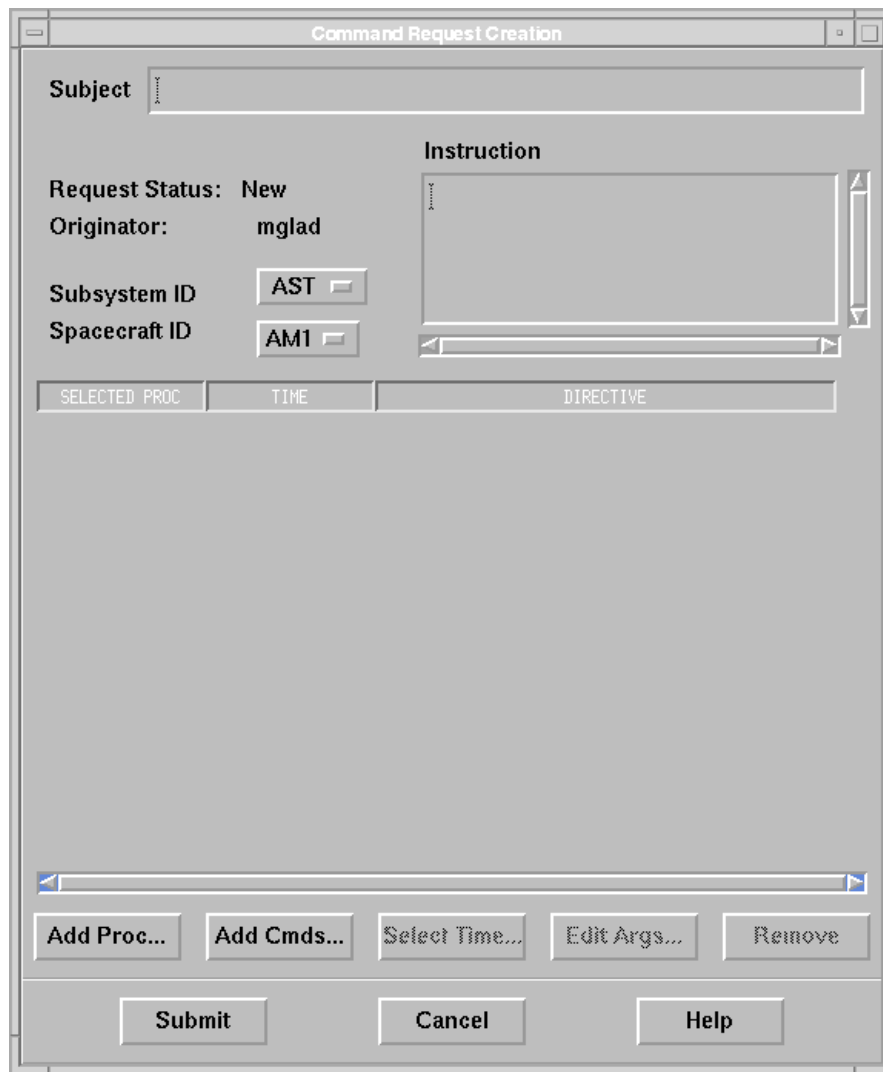 Command Request Creation
Subject
Instruction
Request Status: New
Originator: mglad
Subsystem ID AST
Spacecraft ID AM1
SELECTED PROC TIME DIRECTIVE
Add Proc... Add Cmds... Select Time... Edit Args... Remove
Submit Cancel Help